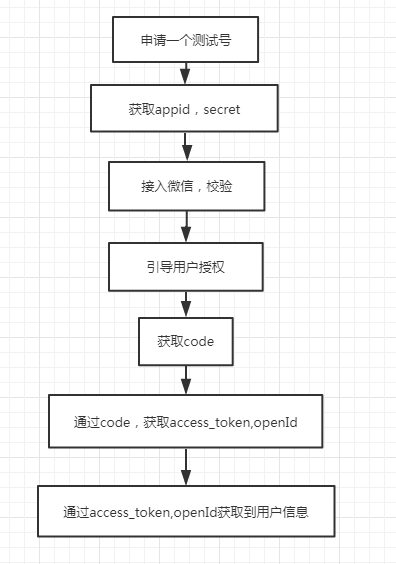 申请一个测试号
获取appid，secret
接入微信，校验
引导用户授权
获取code
通过code，获取access_token,openId
通过access_token,openId获取到用户信息